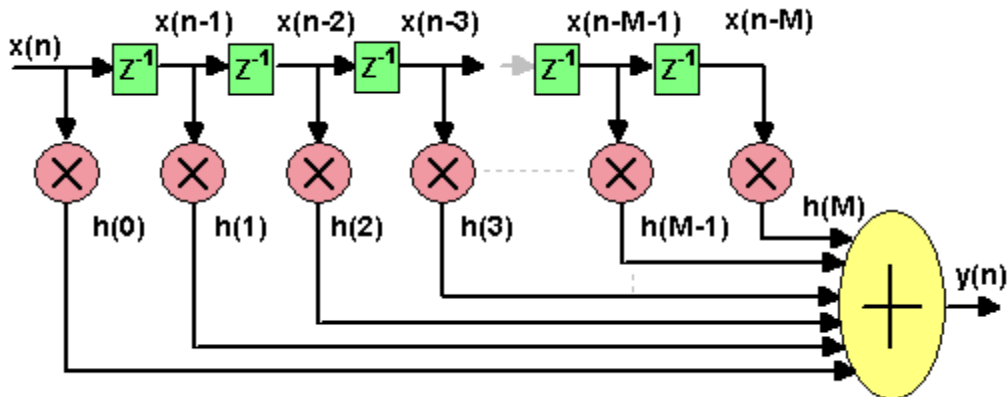 x(n) x(n-1) x(n-2) x(n-3) x(n-M-1) x(n-M)
Z⁻¹ Z⁻¹ Z⁻¹ Z⁻¹ Z⁻¹
h(0) h(1) h(2) h(3) h(M-1) h(M)
y(n)